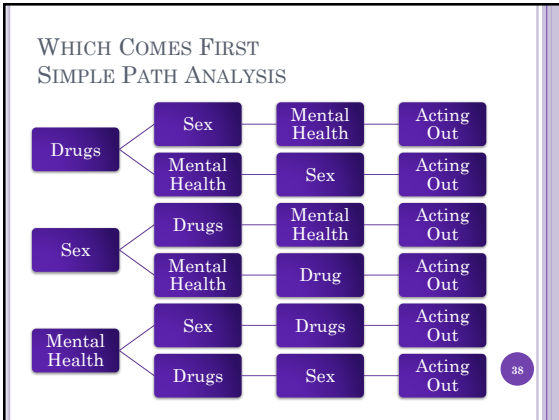 WHICH COMES FIRST
SIMPLE PATH ANALYSIS
Drugs
Sex
Mental
Health
Acting
Out
Mental
Health
Sex
Acting
Out
Sex
Drugs
Mental
Health
Acting
Out
Mental
Health
Drug
Acting
Out
Mental
Health
Sex
Drugs
Acting
Out
Drugs
Sex
Acting
Out
38